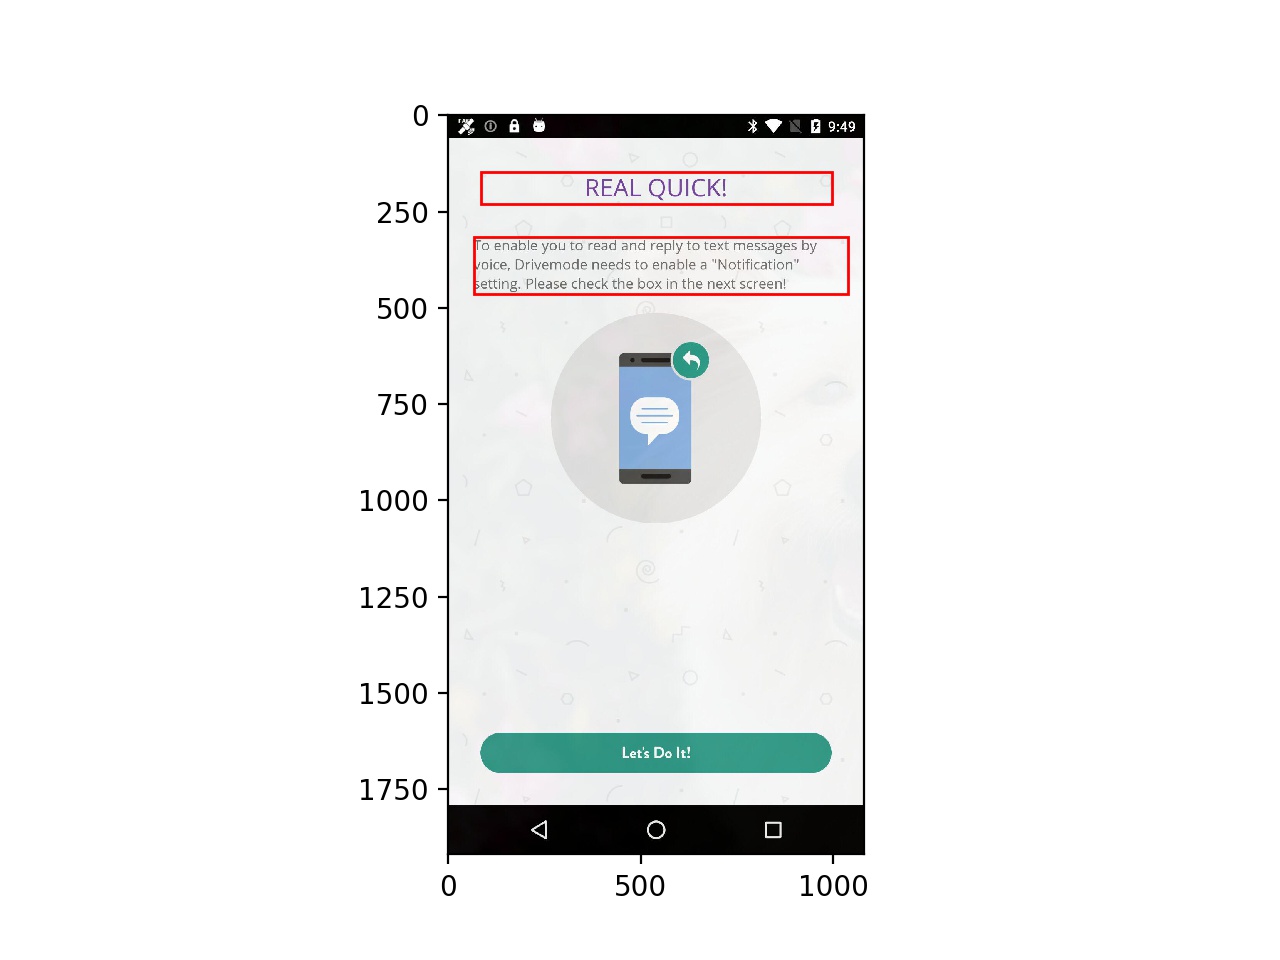 0
250
500
750
1000
1250
1500
1750
0
500
1000
9:49
REAL QUICK!
To enable you to read and reply to text messages by
voice, Drivemode needs to enable a "Notification"
setting. Please check the box in the next screen!
Let's Do It!